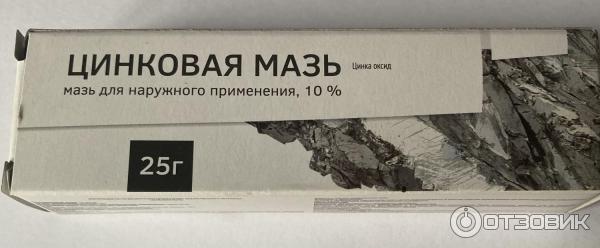 ЦИНКОВАЯ МАЗЬ Цинка оксид
мазь для наружного применения, 10 %
25г
ОТЗОВИК